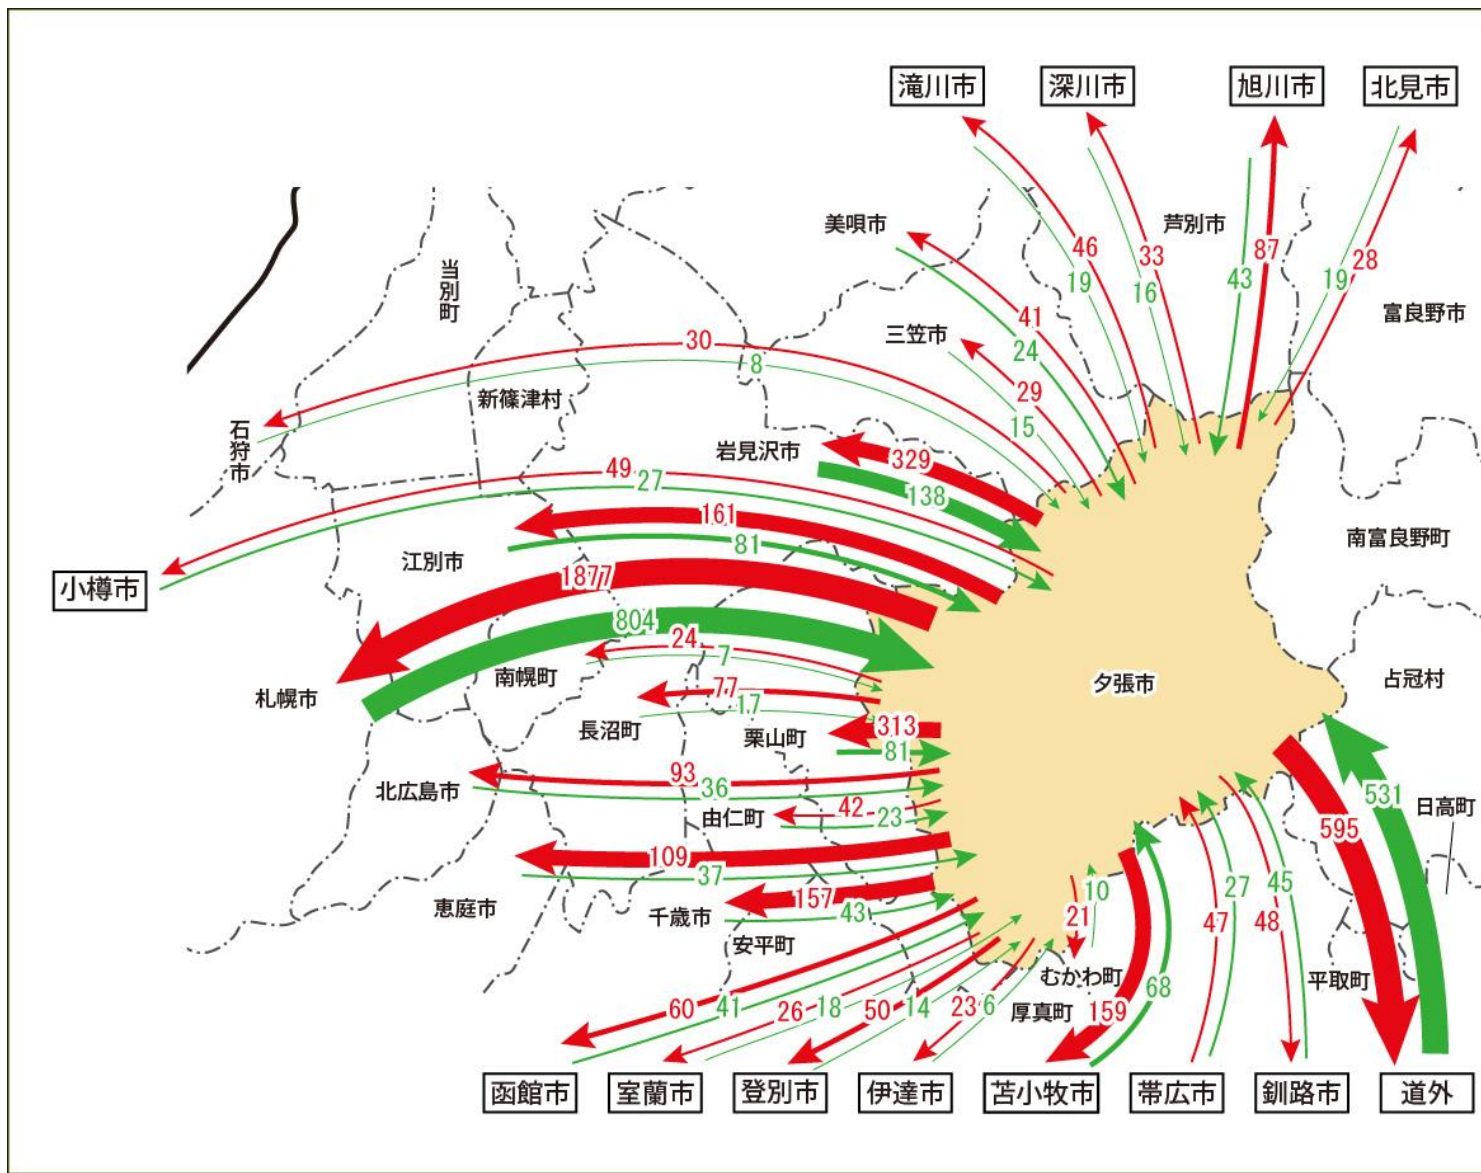 滝川市
深川市
旭川市
北見市
美唄市
芦別市
当別町
46
33
87
28
19
16
43
19
富良野市
三笠市
41
24
30
8
29
15
新篠津村
石狩市
岩見沢市
329
138
49
27
161
81
南富良野町
江別市
小樽市
1877
804
24
7
南幌町
札幌市
夕張市
占冠村
77
17
長沼町
栗山町
313
81
93
36
北広島市
由仁町
42
23
531
日高町
595
109
37
157
43
恵庭市
千歳市
安平町
10
21
27
45
47
48
むかわ町
厚真町
平取町
60
41
26
18
50
14
23
6
159
68
函館市
室蘭市
登別市
伊達市
苫小牧市
帯広市
釧路市
道外